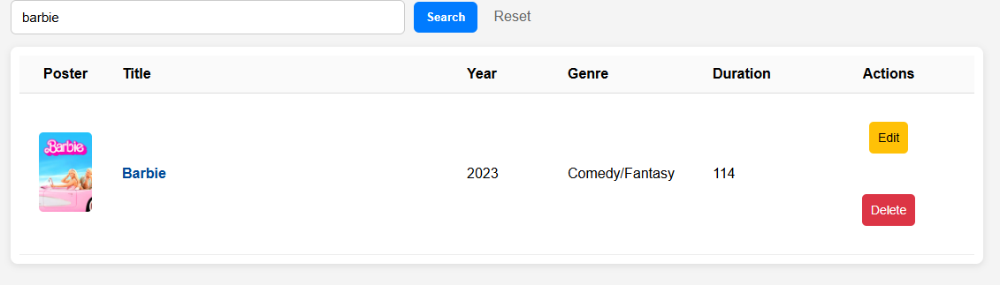 barbie Search Reset
Poster Title Year Genre Duration Actions
Barbie
Edit
Barbie 2023 Comedy/Fantasy 114
Delete